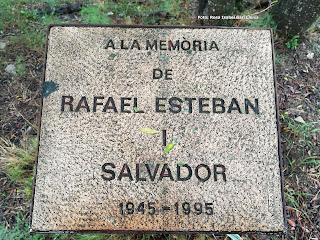 A LA MEMÒRIA
DE
RAFAEL ESTEBAN
I
SALVADOR
1945-1995